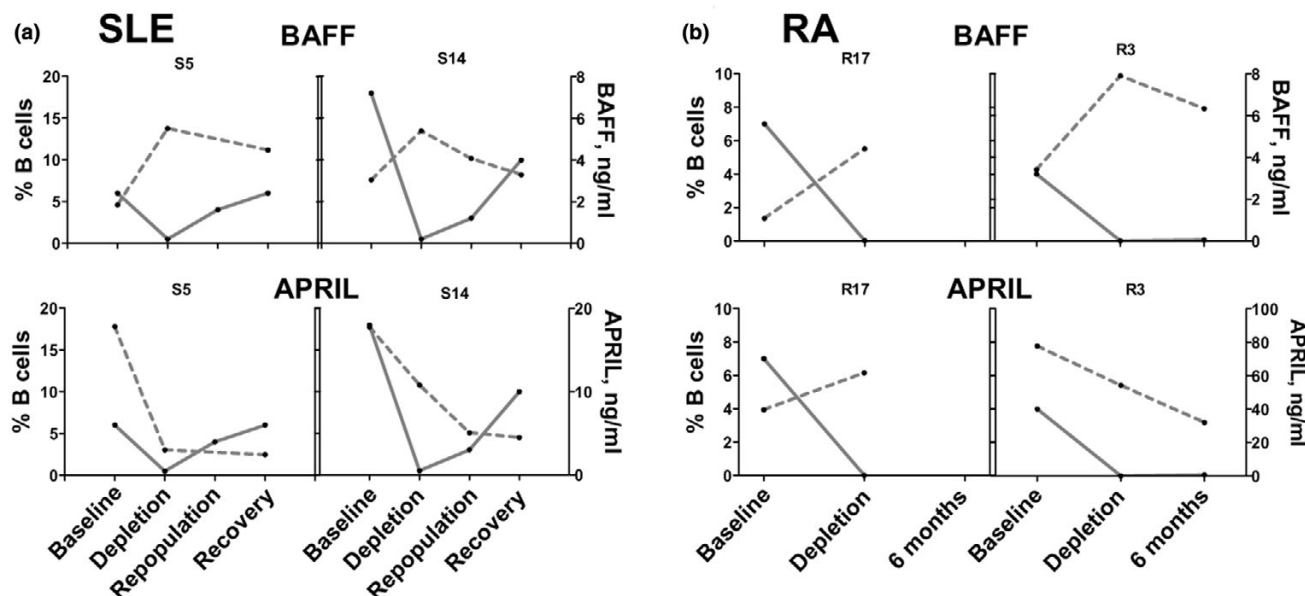 (a) SLE BAFF
S5 S14
% B cells
20
15
10
5
0
8
6
4
2
0
BAFF, ng/ml
S5 APRIL S14
% B cells
20
15
10
5
0
20
10
0
APRIL, ng/ml
Baseline
Depletion
Repopulation
Recovery
Baseline
Depletion
Repopulation
Recovery
(b) RA BAFF
R17 R3
% B cells
10
8
6
4
2
0
8
6
4
2
0
BAFF, ng/ml
R17 APRIL R3
% B cells
10
8
6
4
2
0
100
80
60
40
20
0
APRIL, ng/ml
Baseline
Depletion
6 months
Baseline
Depletion
6 months